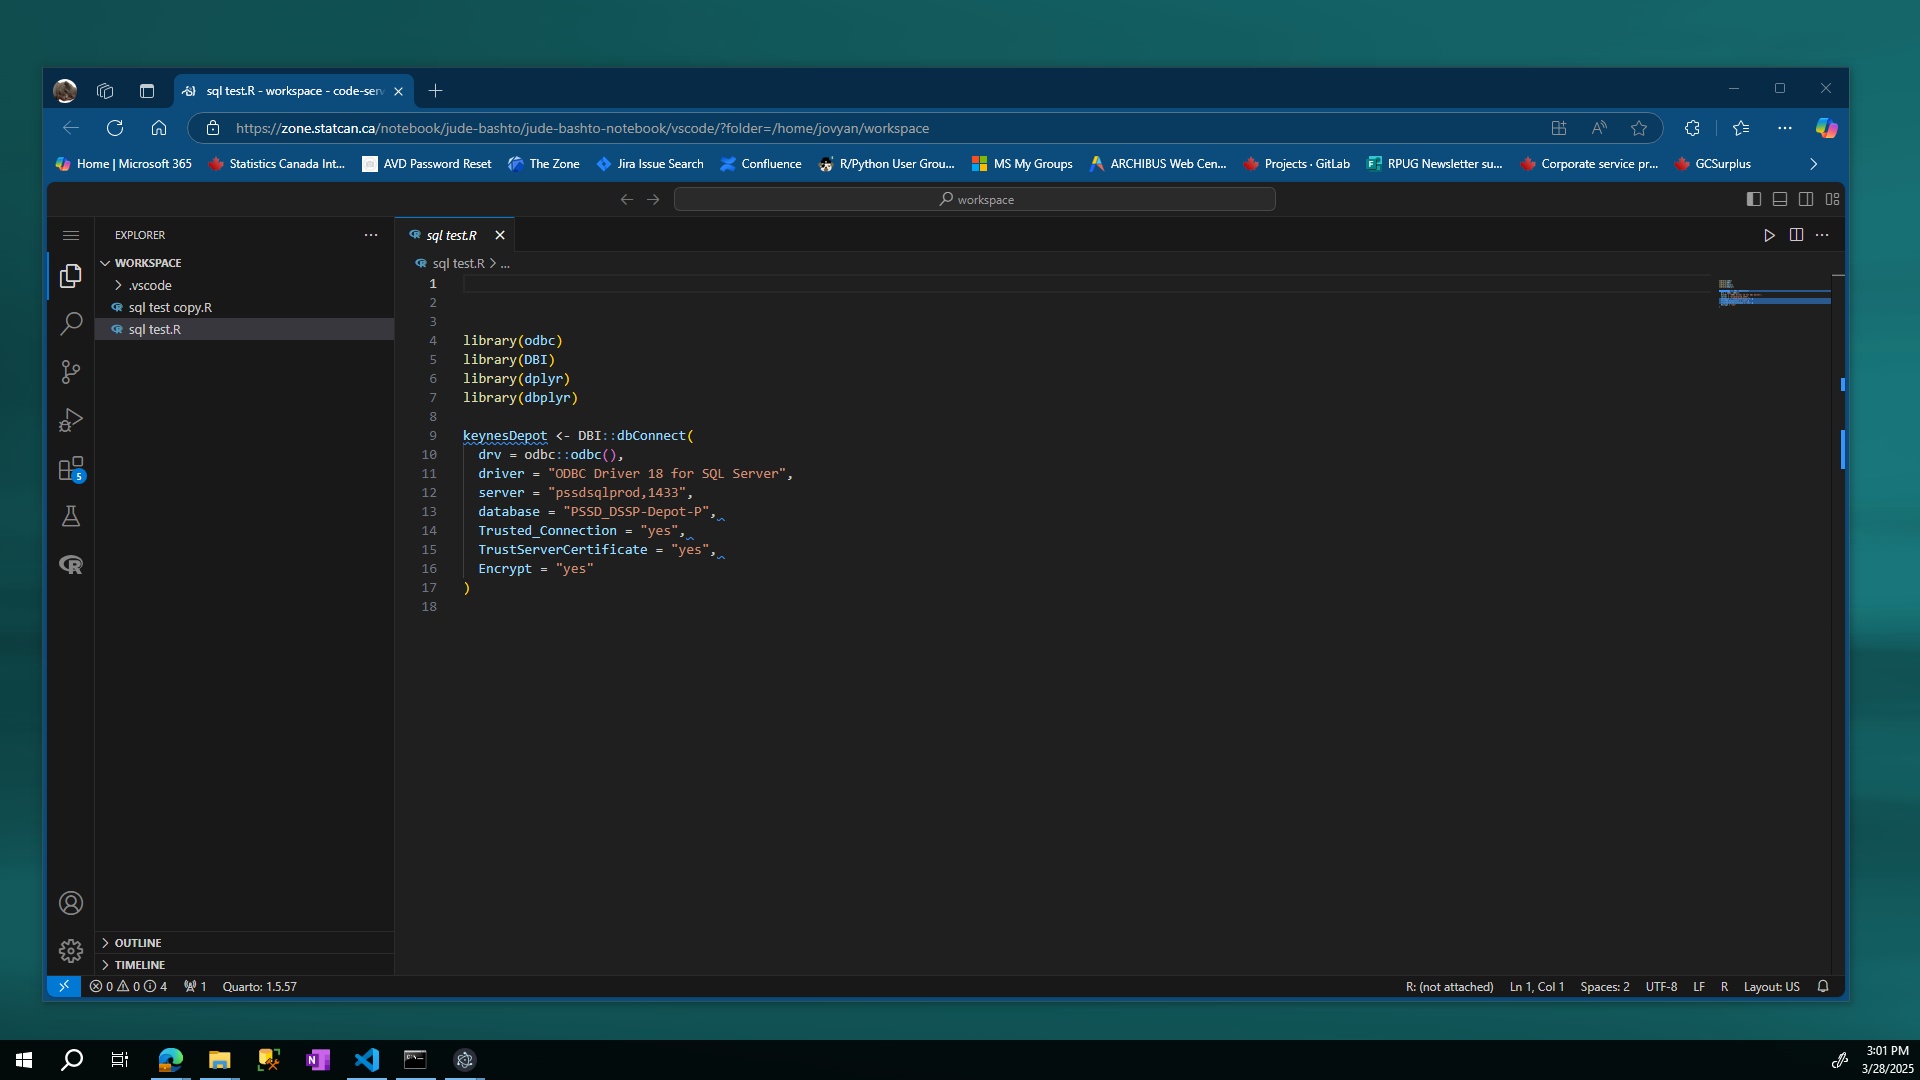 sql test.R - workspace - code-serv
https://zone.statcan.ca/notebook/jude-bashto/jude-bashto-notebook/vscode/?folder=/home/jovyan/workspace
Home | Microsoft 365
Statistics Canada Int...
AVD Password Reset
The Zone
Jira Issue Search
Confluence
R/Python User Grou...
MS My Groups
ARCHIBUS Web Cen...
Projects · GitLab
RPUG Newsletter su...
Corporate service pr...
GCSurplus
workspace
EXPLORER
WORKSPACE
.vscode
sql test copy.R
sql test.R
5
OUTLINE
TIMELINE
sql test.R
sql test.R > ...
1
2
3
4 library(odbc)
5 library(DBI)
6 library(dplyr)
7 library(dbplyr)
8
9 keynesDepot <- DBI::dbConnect(
10 drv = odbc::odbc(),
11 driver = "ODBC Driver 18 for SQL Server",
12 server = "pssdsqlprod,1433",
13 database = "PSSD_DSSP-Depot-P",
14 Trusted_Connection = "yes",
15 TrustServerCertificate = "yes",
16 Encrypt = "yes"
17 )
18
0 0 4 1 Quarto: 1.5.57
R: (not attached) Ln 1, Col 1 Spaces: 2 UTF-8 LF R Layout: US
3:01 PM
3/28/2025